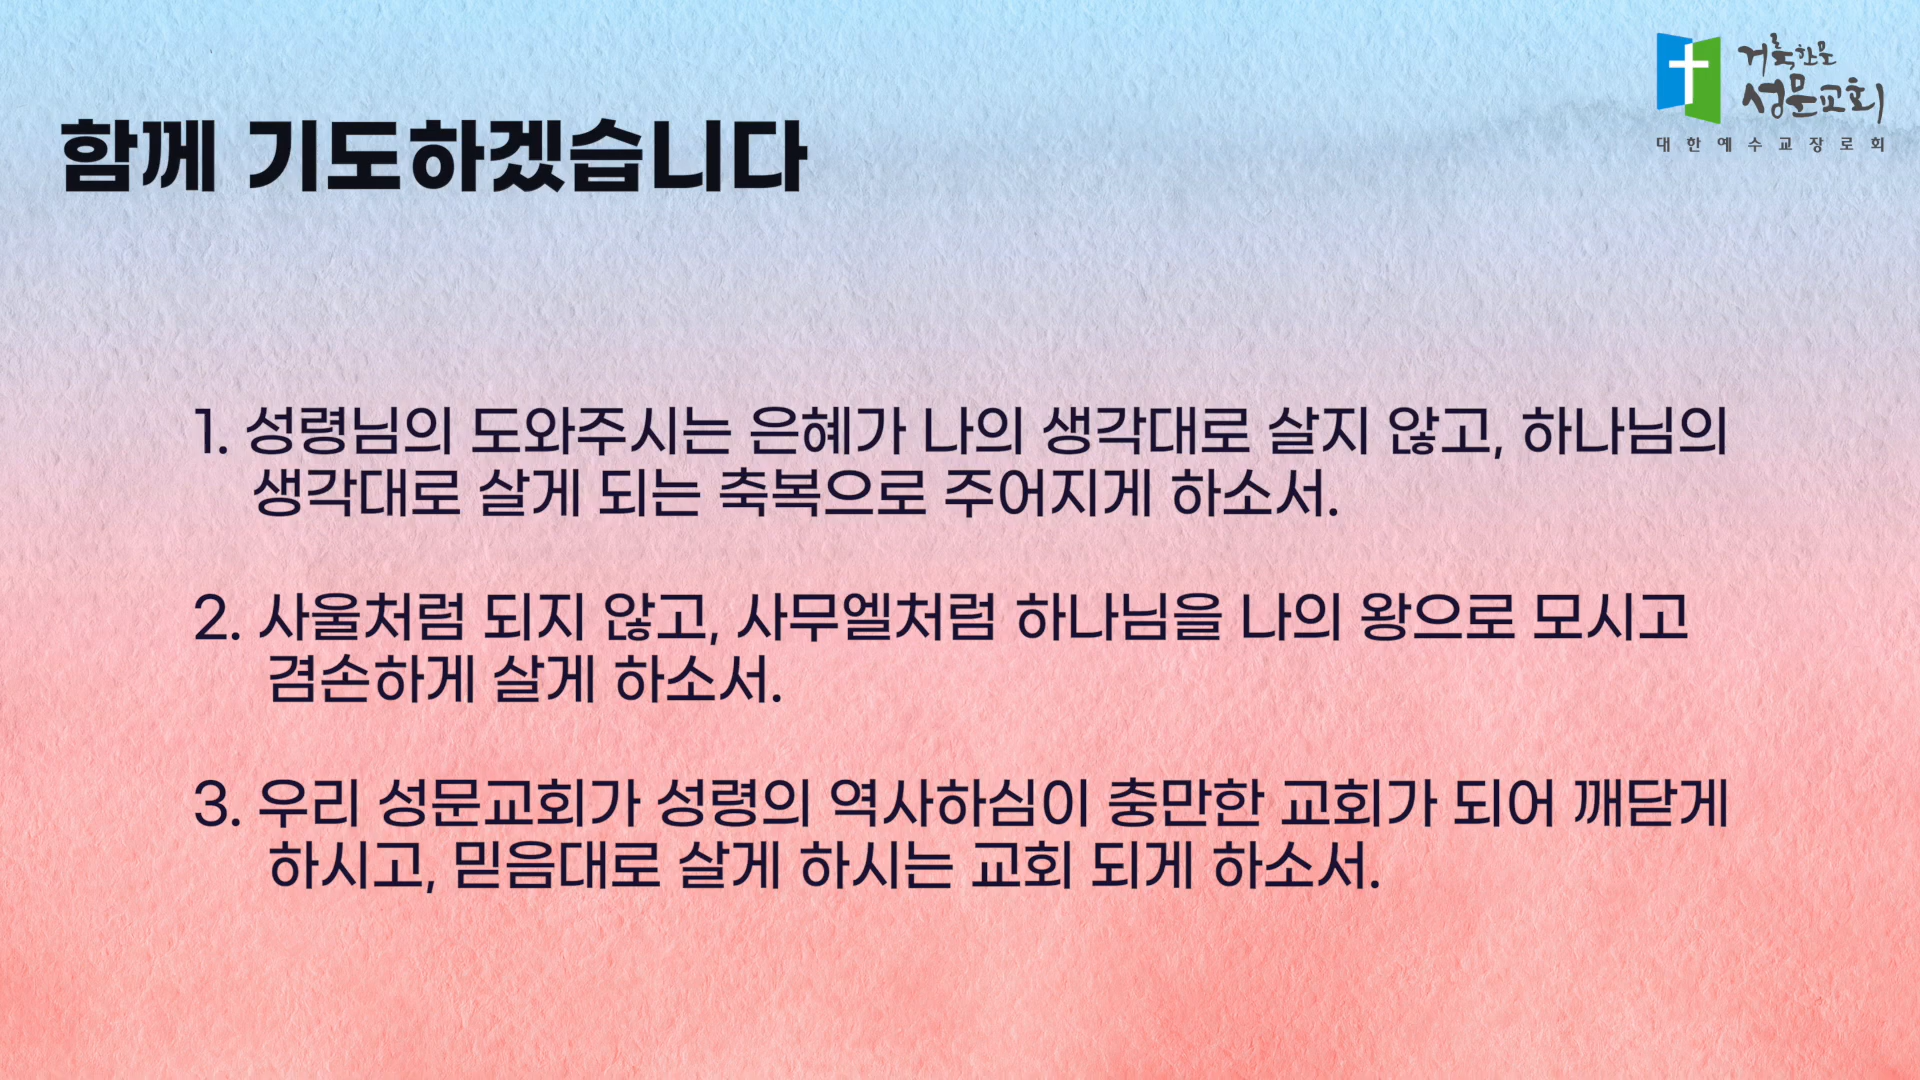 거룩한문
성문교회
대한예수교장로회
함께 기도하겠습니다
1. 성령님의 도와주시는 은혜가 나의 생각대로 살지 않고, 하나님의
생각대로 살게 되는 축복으로 주어지게 하소서.
2. 사울처럼 되지 않고, 사무엘처럼 하나님을 나의 왕으로 모시고
겸손하게 살게 하소서.
3. 우리 성문교회가 성령의 역사하심이 충만한 교회가 되어 깨닫게
하시고, 믿음대로 살게 하시는 교회 되게 하소서.